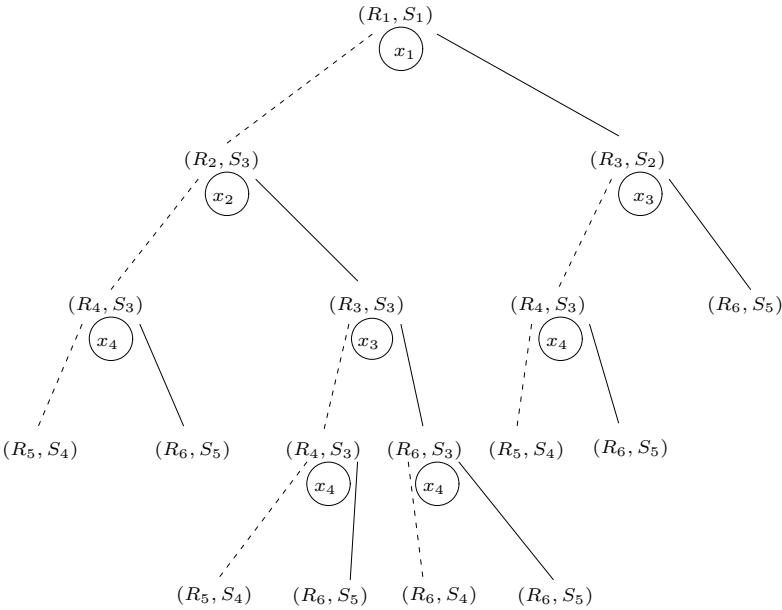 (R₁, S₁)
x₁
(R₂, S₃) (R₃, S₂)
x₂ x₃
(R₄, S₃) (R₃, S₃) (R₄, S₃) (R₆, S₅)
x₄ x₃ x₄
(R₅, S₄) (R₆, S₅) (R₄, S₃) (R₆, S₃) (R₅, S₄) (R₆, S₅)
x₄ x₄
(R₅, S₄) (R₆, S₅) (R₆, S₄) (R₆, S₅)